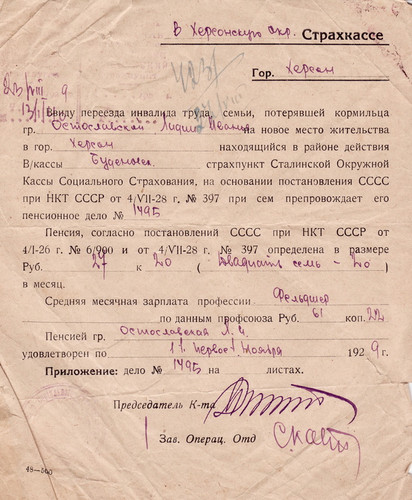 В Херсонскую окр. Страхкассе
Гор. Херсон
Ввиду переезда инвалида труда, семьи, потерявшей кормильца
гр. Остославской Лидии на новое место жительства
в гор. Херсон находящийся в районе действия
В/кассы страхпункт Сталинской Окружной
Кассы Социального Страхования, на основании постановления СССС
при НКТ СССР от 4/VII-28 г. № 397 при сем препровождает его
пенсионное дело № 1495
Пенсия, согласно постановлений СССС при НКТ СССР от
4/I-26 г. № 6/900 и от 4/VII-28 г. № 397 определена в размере
Руб. 27 к 20 ( двадцать семь - 20 )
в месяц.
Средняя месячная зарплата профессии Фельдшер
по данным профсоюза Руб. 61 коп. 22
Пенсией гр. Остославская Л. И.
удовлетворен по 1 первое ноября 1929 г.
Приложение: дело № 1495 на листах.
Председатель К-та
Зав. Операц. Отд
48—500